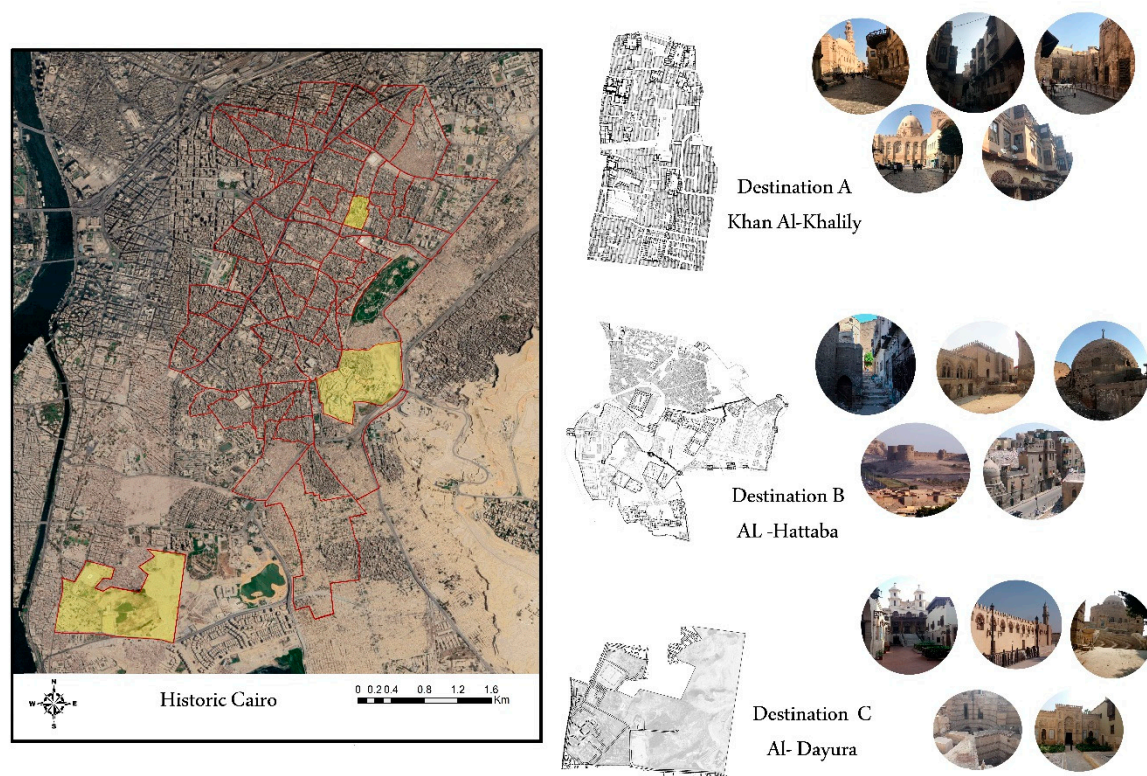 Destination A
Khan Al-Khalily
Destination B
AL -Hattaba
Destination C
Al- Dayura
N
W E
S
Historic Cairo
0 0.2 0.4 0.8 1.2 1.6
Km